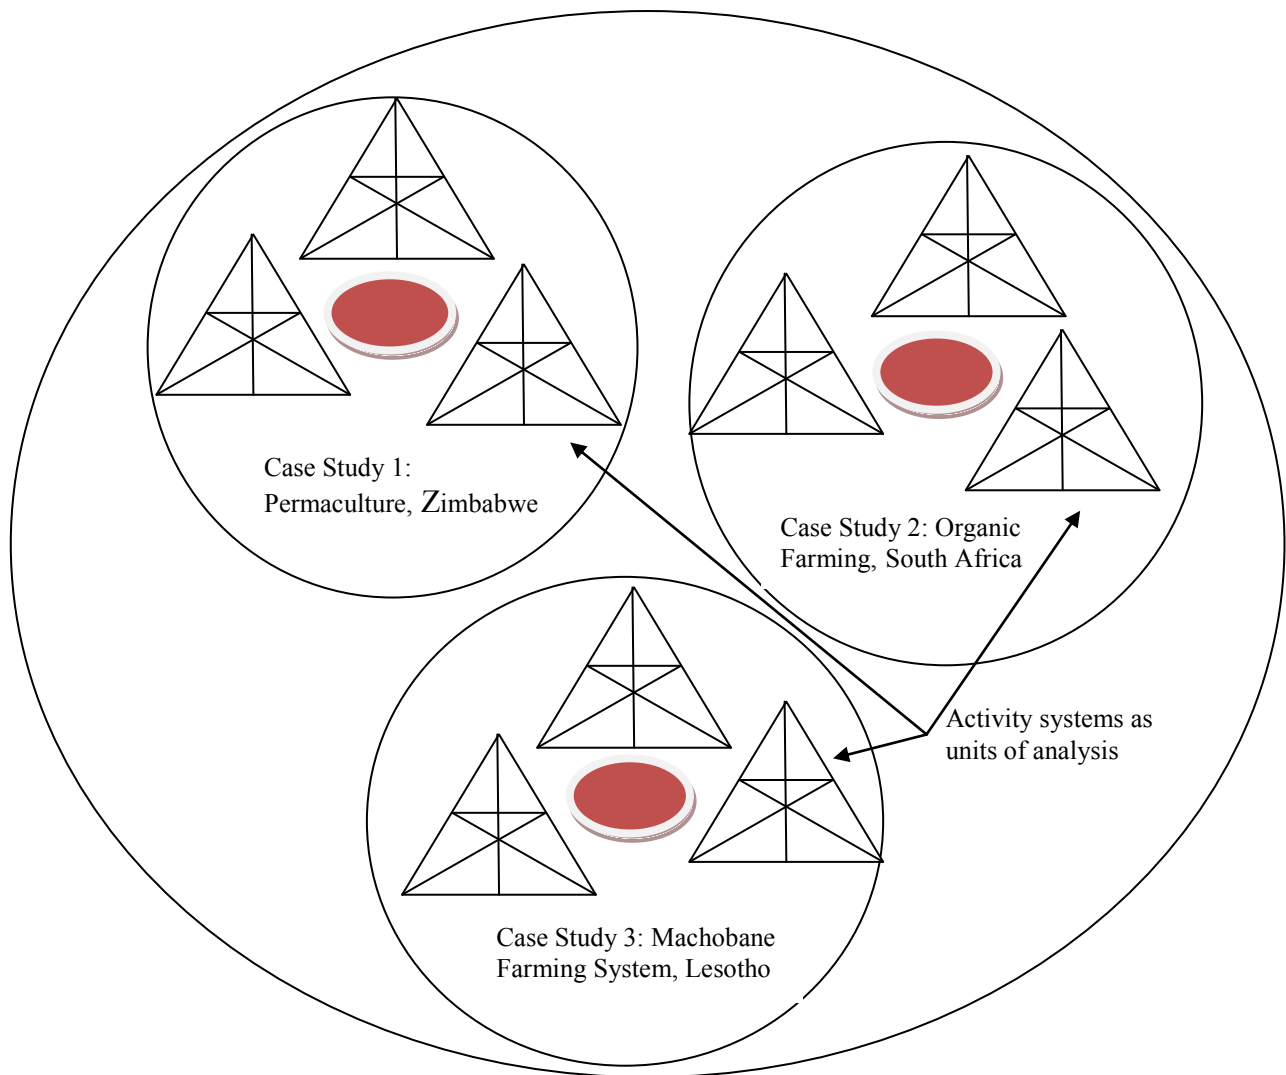 Case Study 1:
Permaculture, Zimbabwe
Case Study 2: Organic
Farming, South Africa
Activity systems as
units of analysis
Case Study 3: Machobane
Farming System, Lesotho